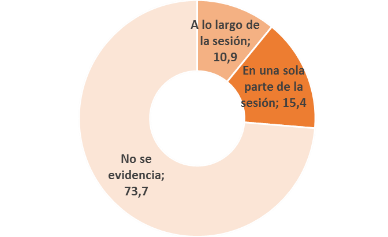 A lo largo de
la sesión;
10,9
En una sola
parte de la
sesión; 15,4
No se
evidencia;
73,7